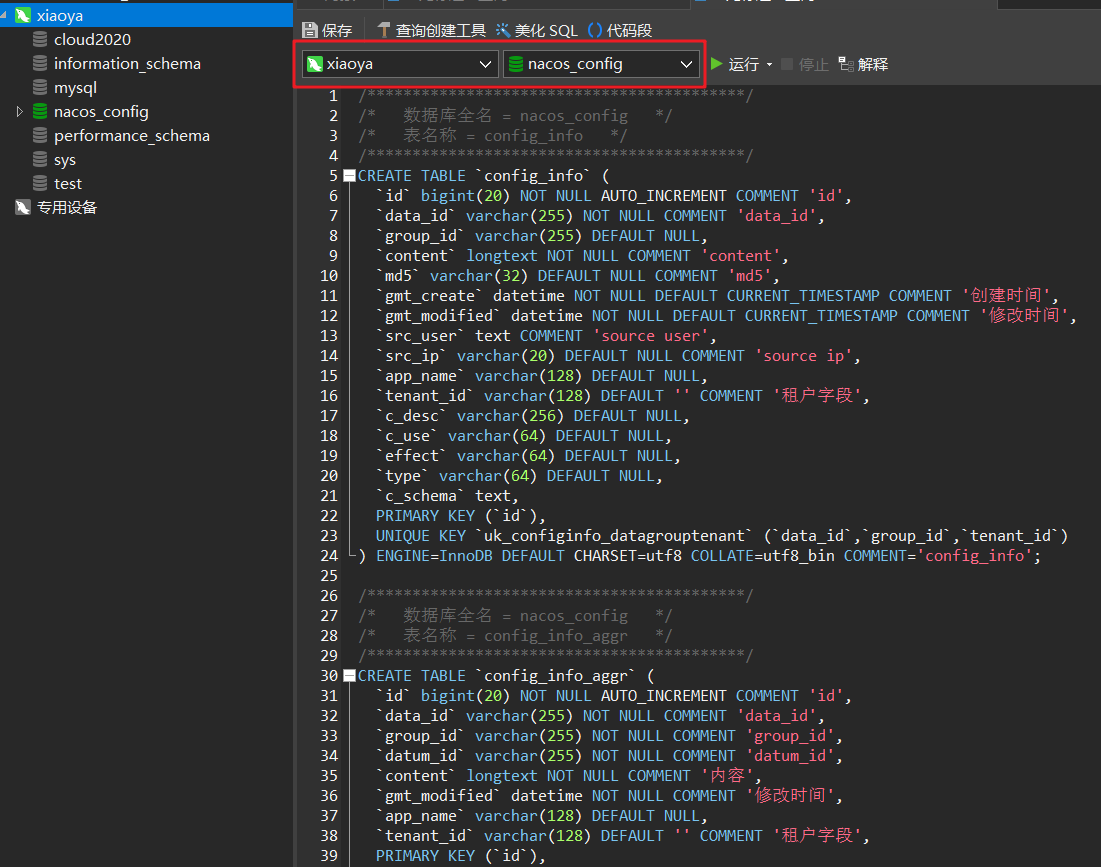 xiaoya
cloud2020
information_schema
mysql
nacos_config
performance_schema
sys
test
专用设备
保存 查询创建工具 美化 SQL () 代码段
xiaoya nacos_config 运行 停止 解释
1 /******************************************/
2 /*   数据库全名 = nacos_config   */
3 /*   表名称 = config_info   */
4 /******************************************/
5 CREATE TABLE `config_info` (
6   `id` bigint(20) NOT NULL AUTO_INCREMENT COMMENT 'id',
7   `data_id` varchar(255) NOT NULL COMMENT 'data_id',
8   `group_id` varchar(255) DEFAULT NULL,
9   `content` longtext NOT NULL COMMENT 'content',
10   `md5` varchar(32) DEFAULT NULL COMMENT 'md5',
11   `gmt_create` datetime NOT NULL DEFAULT CURRENT_TIMESTAMP COMMENT '创建时间',
12   `gmt_modified` datetime NOT NULL DEFAULT CURRENT_TIMESTAMP COMMENT '修改时间',
13   `src_user` text COMMENT 'source user',
14   `src_ip` varchar(20) DEFAULT NULL COMMENT 'source ip',
15   `app_name` varchar(128) DEFAULT NULL,
16   `tenant_id` varchar(128) DEFAULT '' COMMENT '租户字段',
17   `c_desc` varchar(256) DEFAULT NULL,
18   `c_use` varchar(64) DEFAULT NULL,
19   `effect` varchar(64) DEFAULT NULL,
20   `type` varchar(64) DEFAULT NULL,
21   `c_schema` text,
22   PRIMARY KEY (`id`),
23   UNIQUE KEY `uk_configinfo_datagrouptenant` (`data_id`,`group_id`,`tenant_id`)
24 ) ENGINE=InnoDB DEFAULT CHARSET=utf8 COLLATE=utf8_bin COMMENT='config_info';
25
26 /******************************************/
27 /*   数据库全名 = nacos_config   */
28 /*   表名称 = config_info_aggr   */
29 /******************************************/
30 CREATE TABLE `config_info_aggr` (
31   `id` bigint(20) NOT NULL AUTO_INCREMENT COMMENT 'id',
32   `data_id` varchar(255) NOT NULL COMMENT 'data_id',
33   `group_id` varchar(255) NOT NULL COMMENT 'group_id',
34   `datum_id` varchar(255) NOT NULL COMMENT 'datum_id',
35   `content` longtext NOT NULL COMMENT '内容',
36   `gmt_modified` datetime NOT NULL COMMENT '修改时间',
37   `app_name` varchar(128) DEFAULT NULL,
38   `tenant_id` varchar(128) DEFAULT '' COMMENT '租户字段',
39   PRIMARY KEY (`id`),